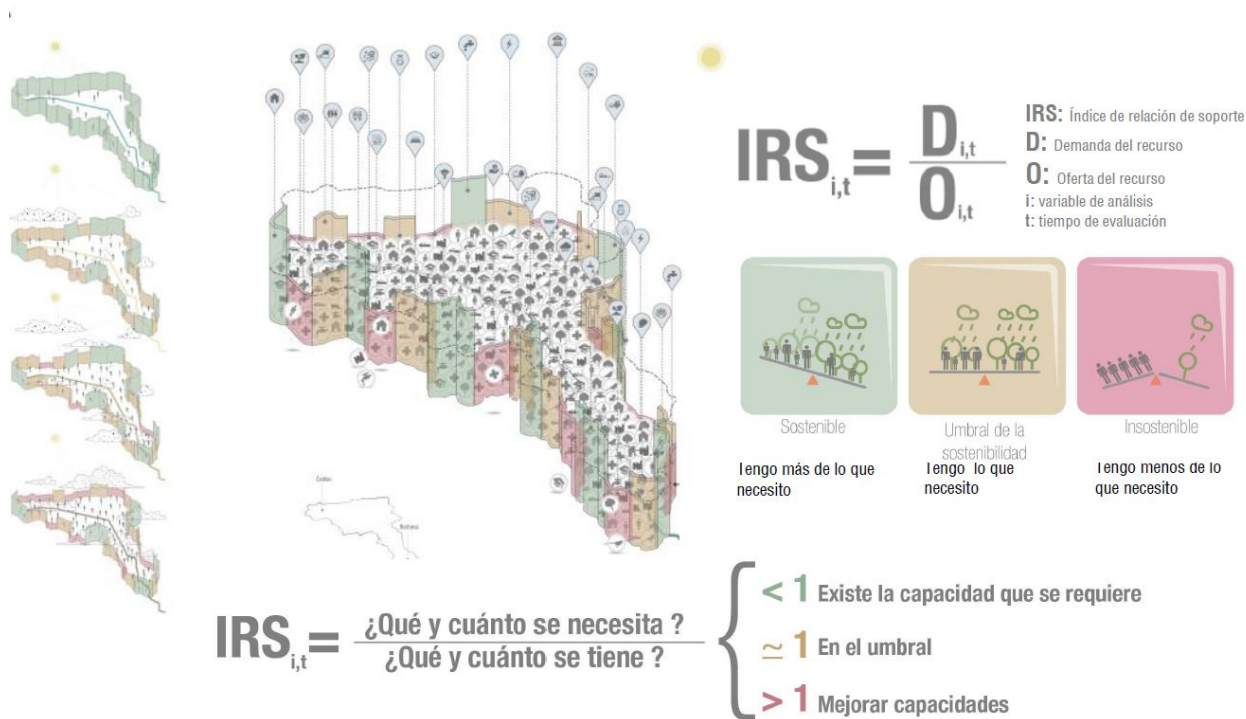 IRS i,t = D i,t / O i,t
IRS: Índice de relación de soporte
D: Demanda del recurso
O: Oferta del recurso
i: variable de análisis
t: tiempo de evaluación
Sostenible
Tengo más de lo que
necesito
Umbral de la
sostenibilidad
Tengo lo que
necesito
Insostenible
Tengo menos de lo
que necesito
IRS i,t = ¿Qué y cuánto se necesita ? / ¿Qué y cuánto se tiene ?
< 1 Existe la capacidad que se requiere
≃ 1 En el umbral
> 1 Mejorar capacidades